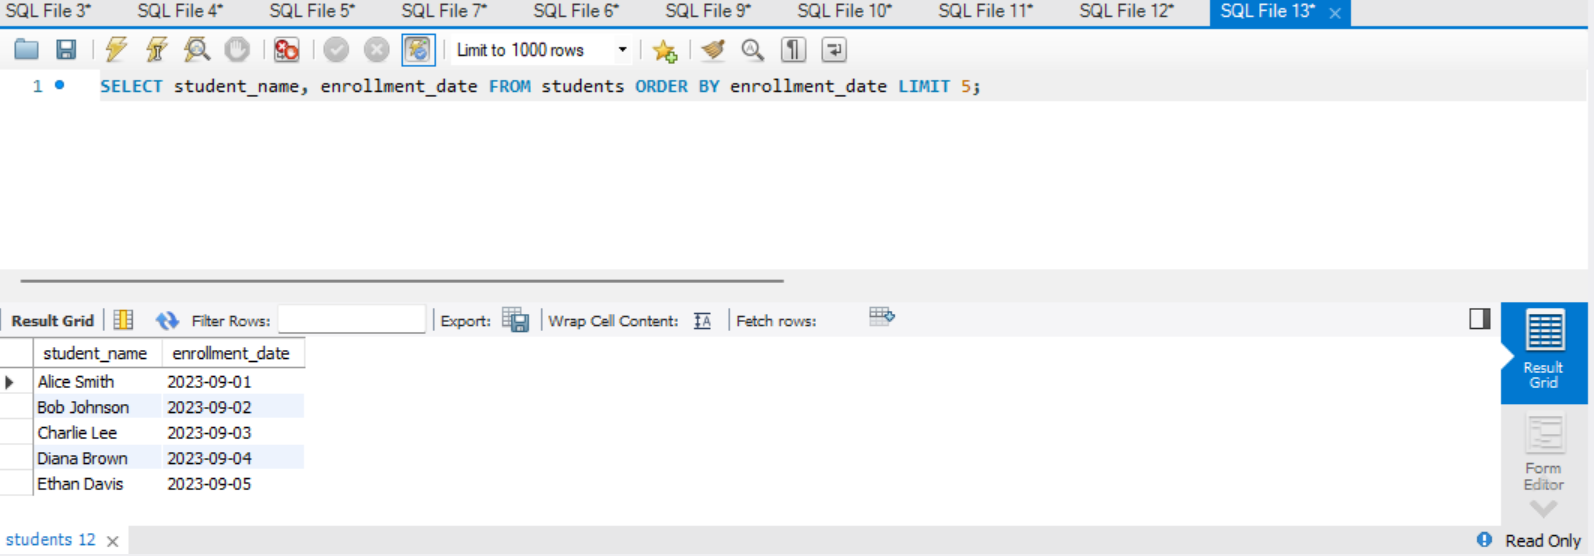 SQL File 3* SQL File 4* SQL File 5* SQL File 7* SQL File 6* SQL File 9* SQL File 10* SQL File 11* SQL File 12* SQL File 13*
Limit to 1000 rows
1 SELECT student_name, enrollment_date FROM students ORDER BY enrollment_date LIMIT 5;
Result Grid Filter Rows: Export: Wrap Cell Content: IA Fetch rows:
student_name enrollment_date
Alice Smith 2023-09-01
Bob Johnson 2023-09-02
Charlie Lee 2023-09-03
Diana Brown 2023-09-04
Ethan Davis 2023-09-05
Result
Grid
Form
Editor
students 12 Read Only